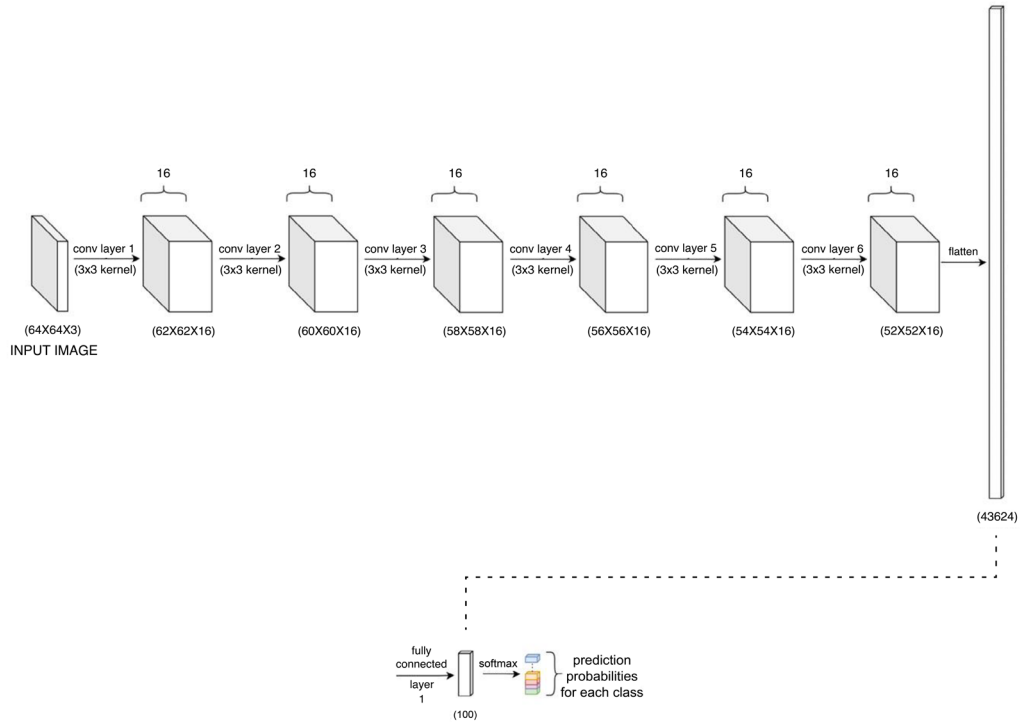 16
16
16
16
16
16
conv layer 1
(3x3 kernel)
conv layer 2
(3x3 kernel)
conv layer 3
(3x3 kernel)
conv layer 4
(3x3 kernel)
conv layer 5
(3x3 kernel)
conv layer 6
(3x3 kernel)
flatten
(64X64X3)
INPUT IMAGE
(62X62X16)
(60X60X16)
(58X58X16)
(56X56X16)
(54X54X16)
(52X52X16)
(43624)
fully
connected
layer
1
(100)
softmax
prediction
probabilities
for each class